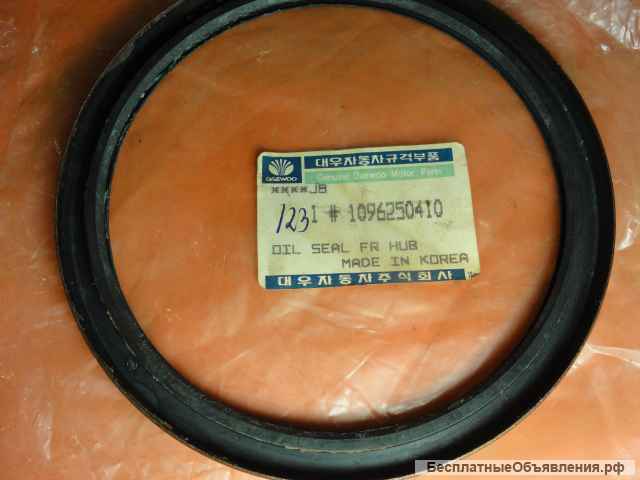 DAEWOO
대우자동차규격부품
Genuine Daewoo Motor Parts
****JB
123 1 # 1096250410
OIL SEAL FR HUB
MADE IN KOREA
대우자동차주식회사
БесплатныеОбъявления.рф